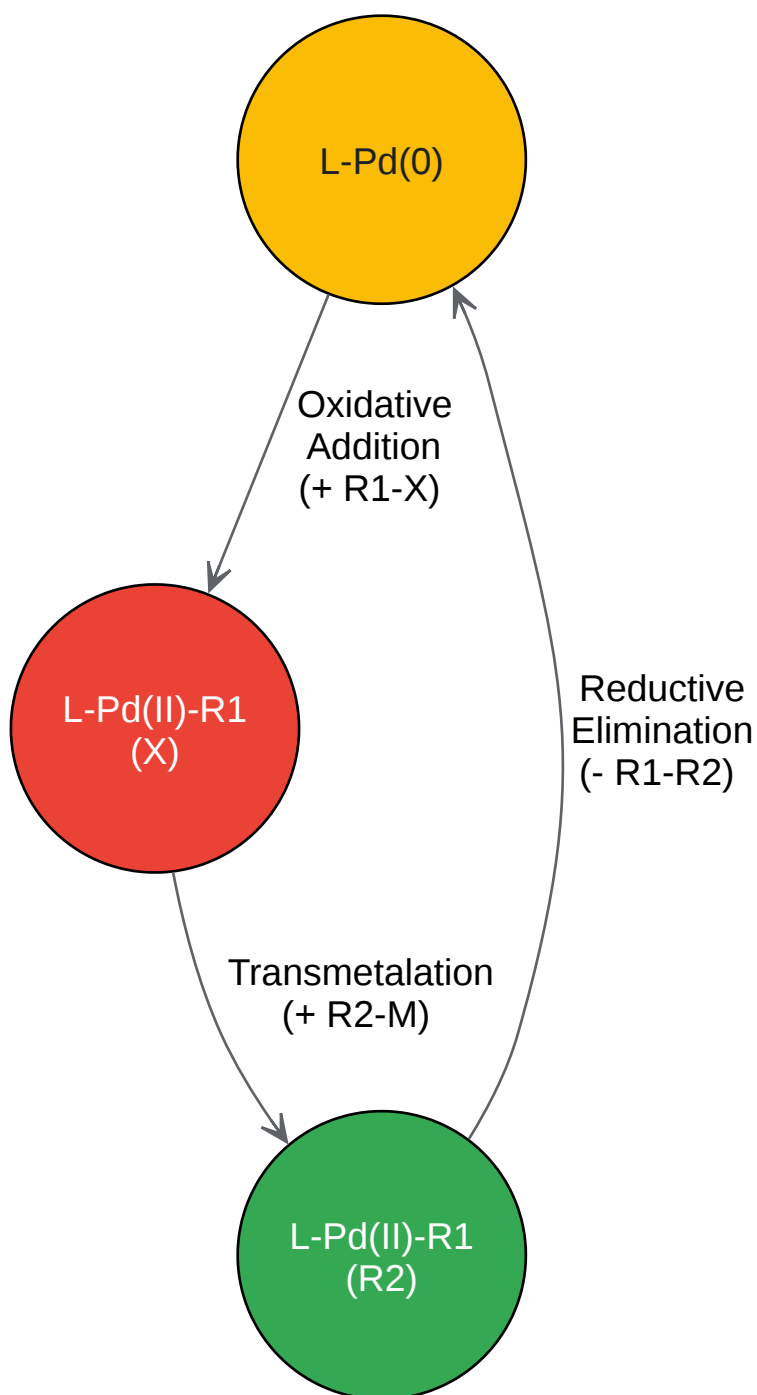 L-Pd(0)
Oxidative
Addition
(+ R1-X)
L-Pd(II)-R1
(X)
Reductive
Elimination
(- R1-R2)
Transmetalation
(+ R2-M)
L-Pd(II)-R1
(R2)